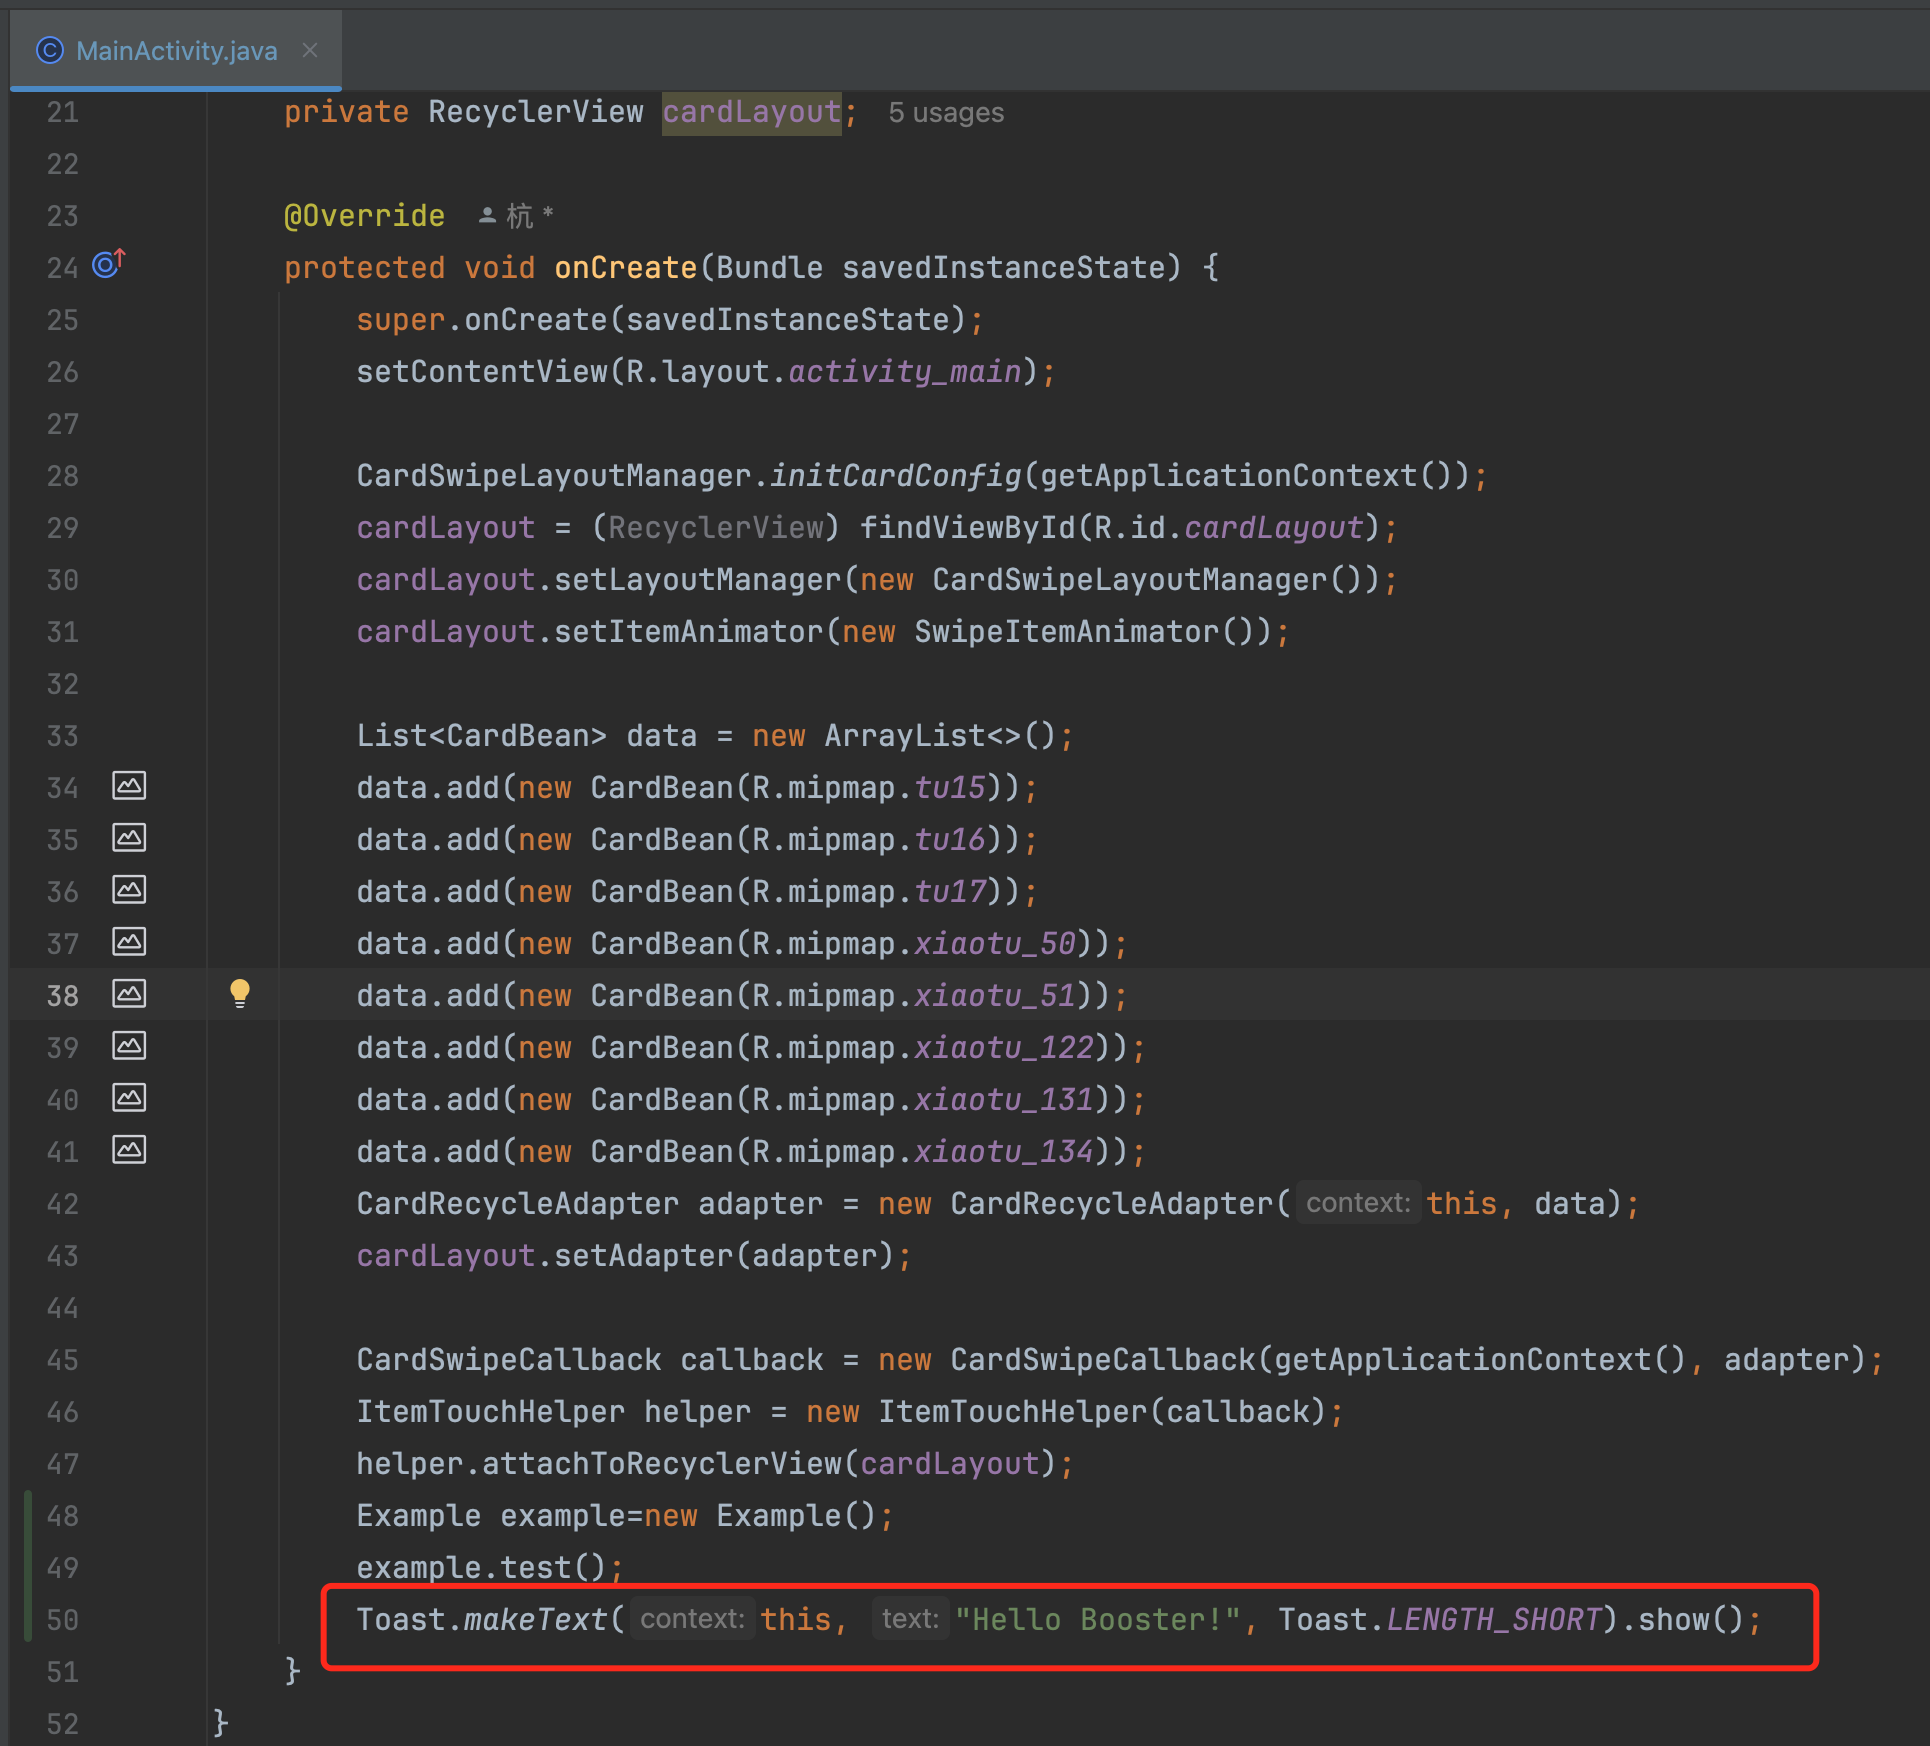 MainActivity.java
21 private RecyclerView cardLayout; 5 usages
22
23 @Override 杭 *
24 protected void onCreate(Bundle savedInstanceState) {
25 super.onCreate(savedInstanceState);
26 setContentView(R.layout.activity_main);
27
28 CardSwipeLayoutManager.initCardConfig(getApplicationContext());
29 cardLayout = (RecyclerView) findViewById(R.id.cardLayout);
30 cardLayout.setLayoutManager(new CardSwipeLayoutManager());
31 cardLayout.setItemAnimator(new SwipeItemAnimator());
32
33 List<CardBean> data = new ArrayList<>();
34 data.add(new CardBean(R.mipmap.tu15));
35 data.add(new CardBean(R.mipmap.tu16));
36 data.add(new CardBean(R.mipmap.tu17));
37 data.add(new CardBean(R.mipmap.xiaotu_50));
38 data.add(new CardBean(R.mipmap.xiaotu_51));
39 data.add(new CardBean(R.mipmap.xiaotu_122));
40 data.add(new CardBean(R.mipmap.xiaotu_131));
41 data.add(new CardBean(R.mipmap.xiaotu_134));
42 CardRecycleAdapter adapter = new CardRecycleAdapter( context: this, data);
43 cardLayout.setAdapter(adapter);
44
45 CardSwipeCallback callback = new CardSwipeCallback(getApplicationContext(), adapter);
46 ItemTouchHelper helper = new ItemTouchHelper(callback);
47 helper.attachToRecyclerView(cardLayout);
48 Example example=new Example();
49 example.test();
50 Toast.makeText( context: this, text: "Hello Booster!", Toast.LENGTH_SHORT).show();
51 }
52 }